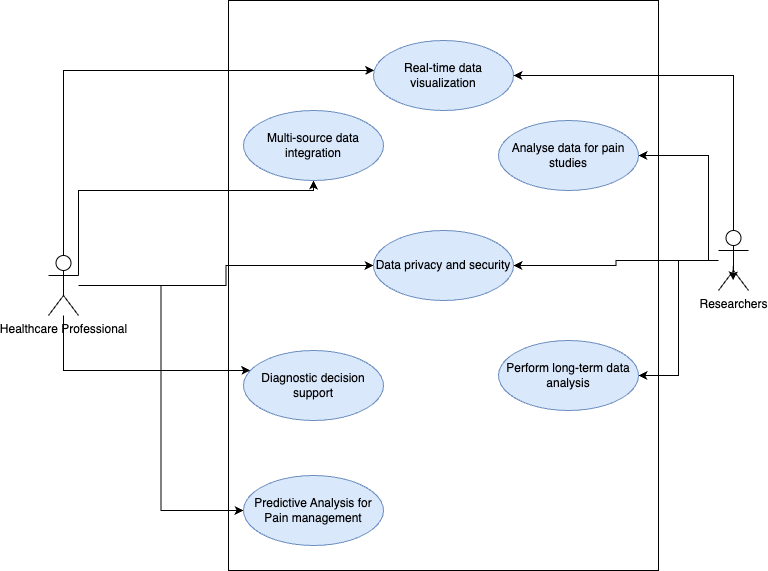 Real-time data
visualization
Multi-source data
integration
Analyse data for pain
studies
Data privacy and security
Researchers
Healthcare Professional
Diagnostic decision
support
Perform long-term data
analysis
Predictive Analysis for
Pain management